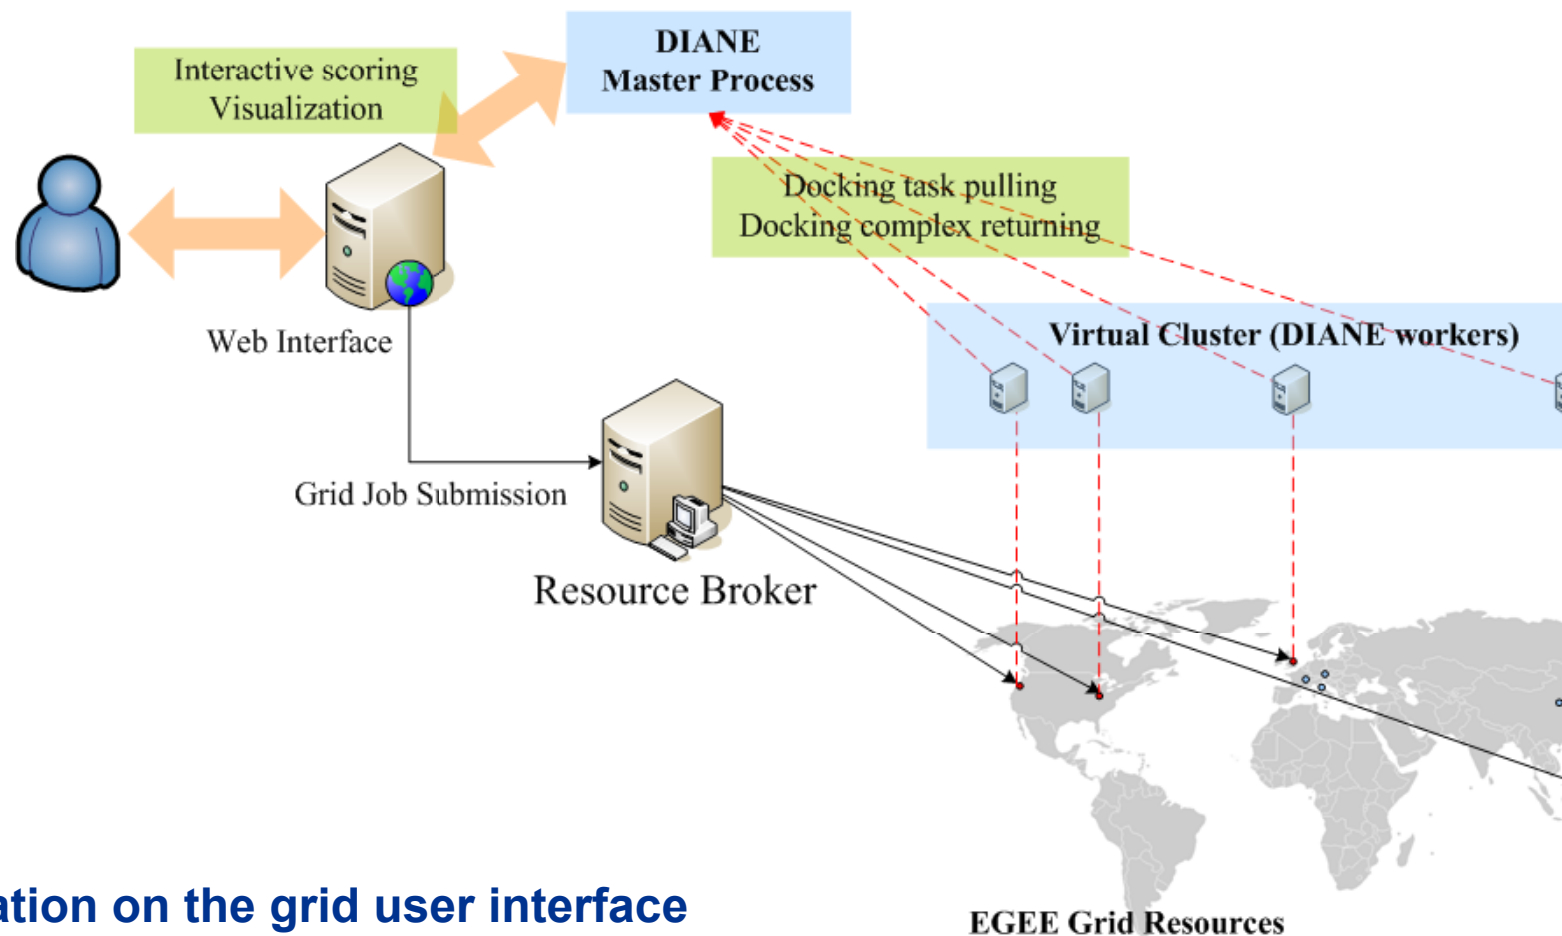 DIANE
Master Process
Interactive scoring
Visualization
Docking task pulling
Docking complex returning
Virtual Cluster (DIANE workers)
Web Interface
Grid Job Submission
Resource Broker
on the grid user interface
EGEE Grid Resources